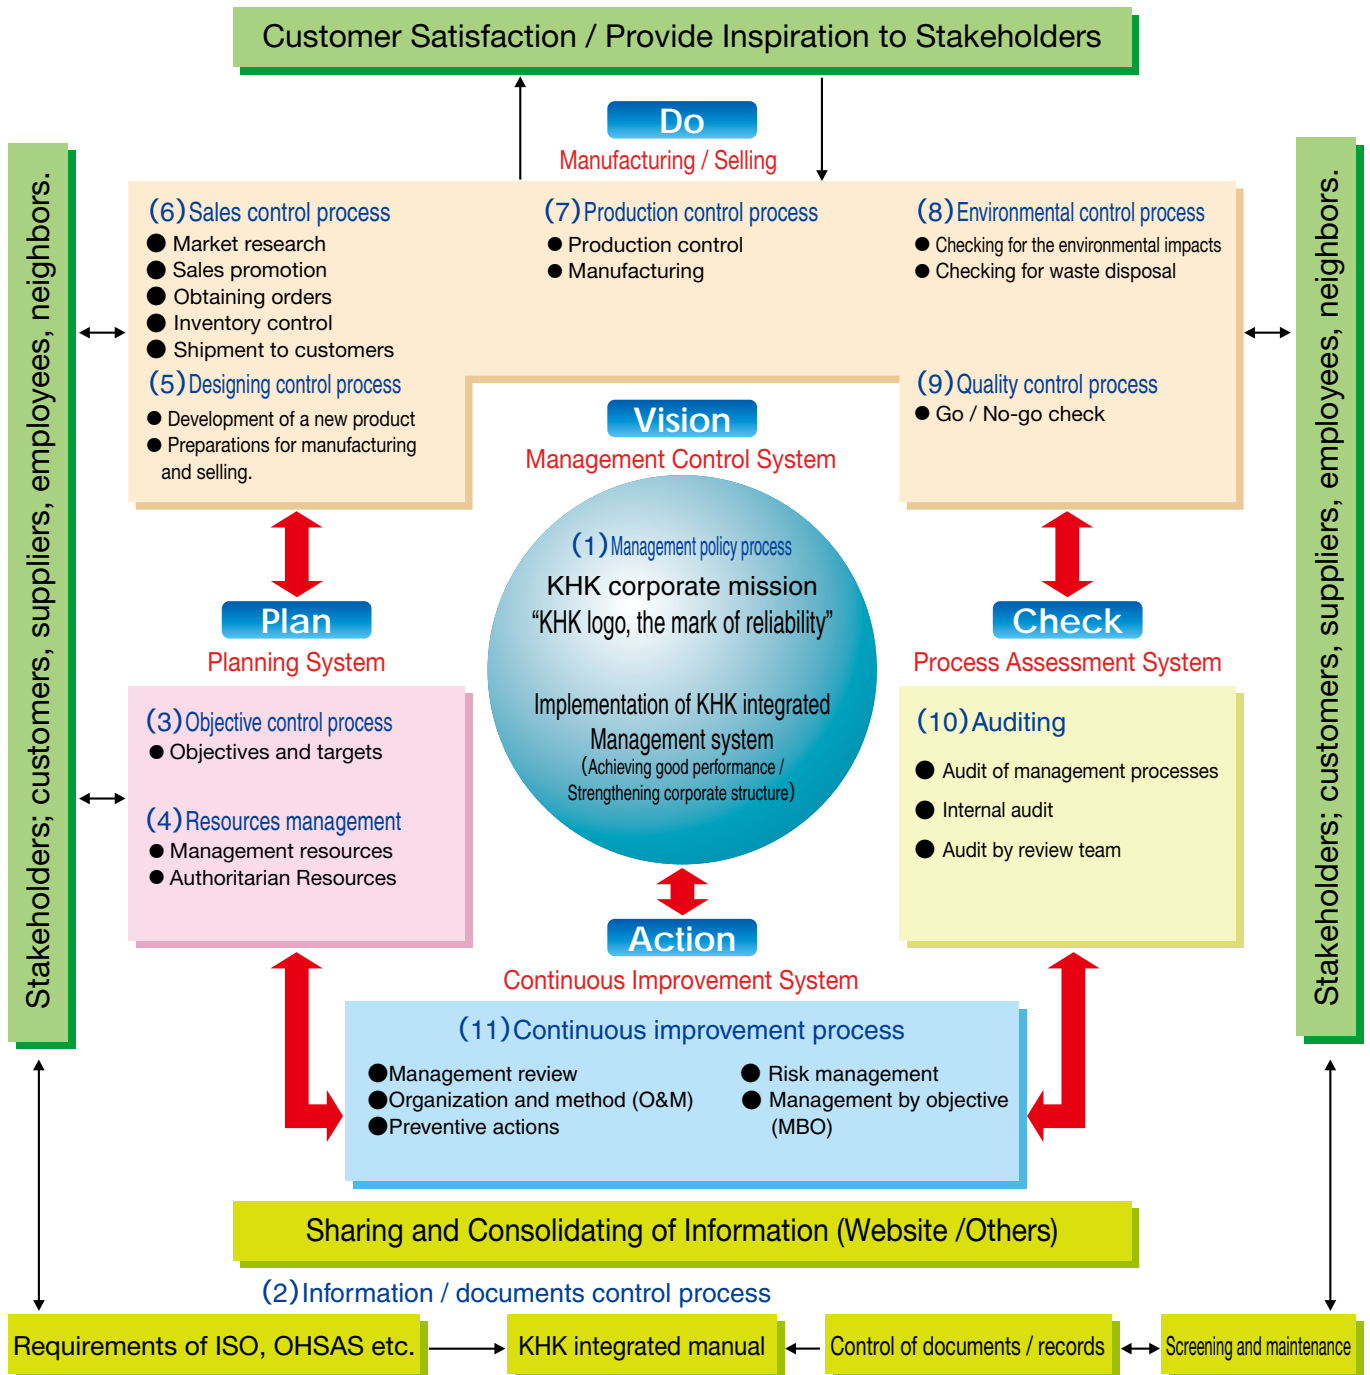 Customer Satisfaction / Provide Inspiration to Stakeholders
Do
Manufacturing / Selling
Stakeholders; customers, suppliers, employees, neighbors.
(6)Sales control process
● Market research
● Sales promotion
● Obtaining orders
● Inventory control
● Shipment to customers
(5)Designing control process
● Development of a new product
● Preparations for manufacturing
and selling.
(7)Production control process
● Production control
● Manufacturing
(8)Environmental control process
● Checking for the environmental impacts
● Checking for waste disposal
(9)Quality control process
● Go / No-go check
Stakeholders; customers, suppliers, employees, neighbors.
Vision
Management Control System
(1)Management policy process
KHK corporate mission
“KHK logo, the mark of reliability”
Implementation of KHK integrated
Management system
(Achieving good performance /
Strengthening corporate structure)
Plan
Planning System
(3)Objective control process
● Objectives and targets
(4)Resources management
● Management resources
● Authoritarian Resources
Check
Process Assessment System
(10)Auditing
● Audit of management processes
● Internal audit
● Audit by review team
Action
Continuous Improvement System
(11)Continuous improvement process
●Management review
●Organization and method (O&M)
●Preventive actions
● Risk management
● Management by objective
(MBO)
Sharing and Consolidating of Information (Website /Others)
(2)Information / documents control process
Requirements of ISO, OHSAS etc.
KHK integrated manual
Control of documents / records
Screening and maintenance